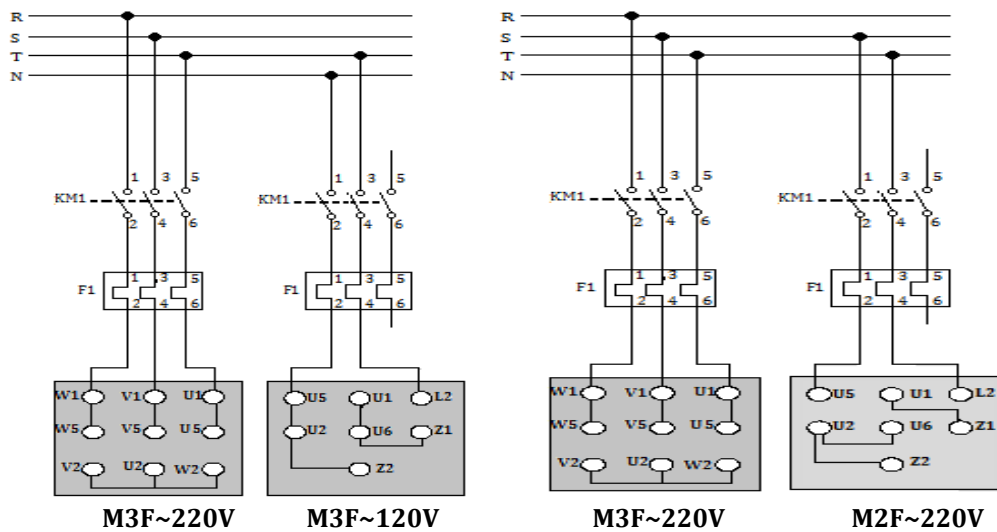 R R
S S
T T
N N
1 3 5 1 3 5 1 3 5 1 3 5
KM1 KM1 KM1 KM1
2 4 6 2 4 6 2 4 6 2 4 6
1 3 5 1 3 5 1 3 5 1 3 5
F1 F1 F1 F1
2 4 6 2 4 6 2 4 6 2 4 6
W1 V1 U1 U5 U1 L2 W1 V1 U1 U5 U1 L2
W5 V5 U5 U2 U6 Z1 W5 V5 U5 U2 U6 Z1
V2 U2 W2 Z2 V2 U2 W2 Z2
M3F~220V M3F~120V M3F~220V M2F~220V